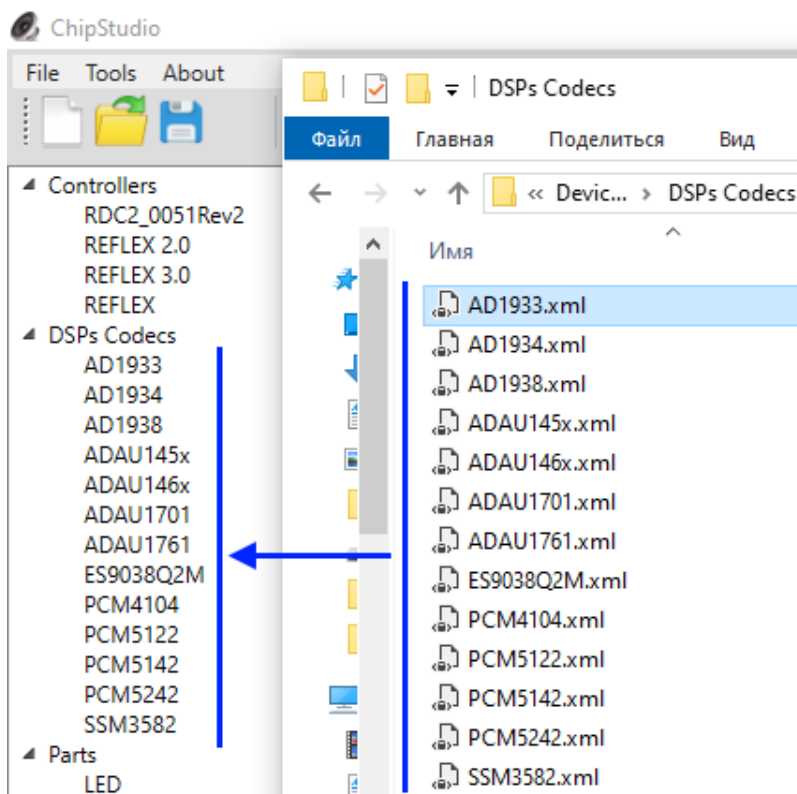 ChipStudio
File Tools About
Controllers
RDC2_0051Rev2
REFLEX 2.0
REFLEX 3.0
REFLEX
DSPs Codecs
AD1933
AD1934
AD1938
ADAU145x
ADAU146x
ADAU1701
ADAU1761
ES9038Q2M
PCM4104
PCM5122
PCM5142
PCM5242
SSM3582
Parts
LED
DSPs Codecs
Файл Главная Поделиться Вид
« Devic... › DSPs Codecs
Имя
AD1933.xml
AD1934.xml
AD1938.xml
ADAU145x.xml
ADAU146x.xml
ADAU1701.xml
ADAU1761.xml
ES9038Q2M.xml
PCM4104.xml
PCM5122.xml
PCM5142.xml
PCM5242.xml
SSM3582.xml